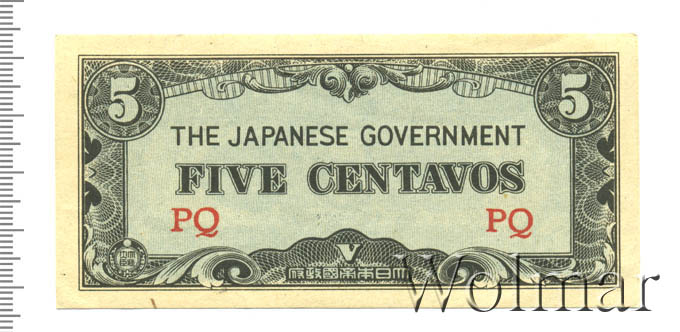 5 5
THE JAPANESE GOVERNMENT
FIVE CENTAVOS
PQ PQ
V
府政國帝本日大
Wolmar